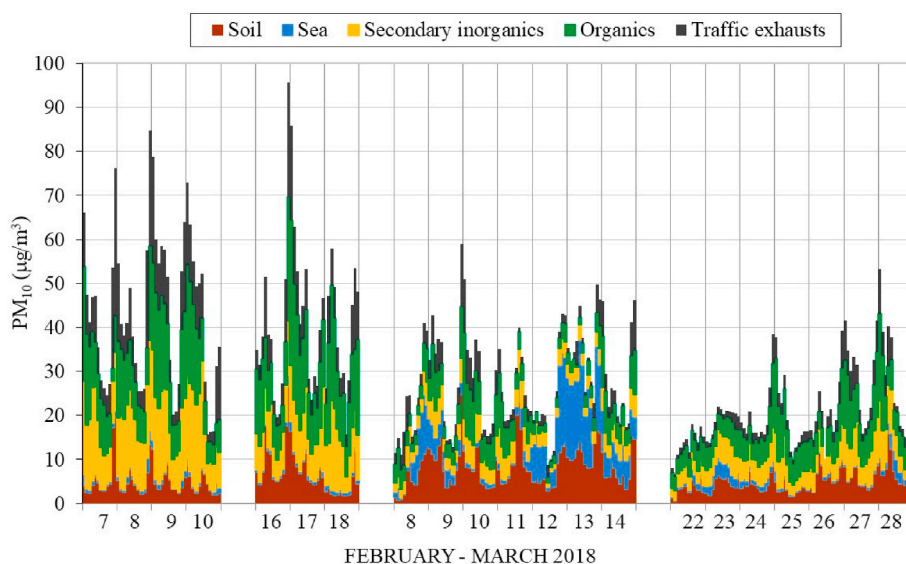 Soil Sea Secondary inorganics Organics Traffic exhausts
100
90
80
70
60
50
40
30
20
10
0
PM₁₀ (µg/m³)
7 8 9 10 16 17 18 8 9 10 11 12 13 14 22 23 24 25 26 27 28
FEBRUARY - MARCH 2018